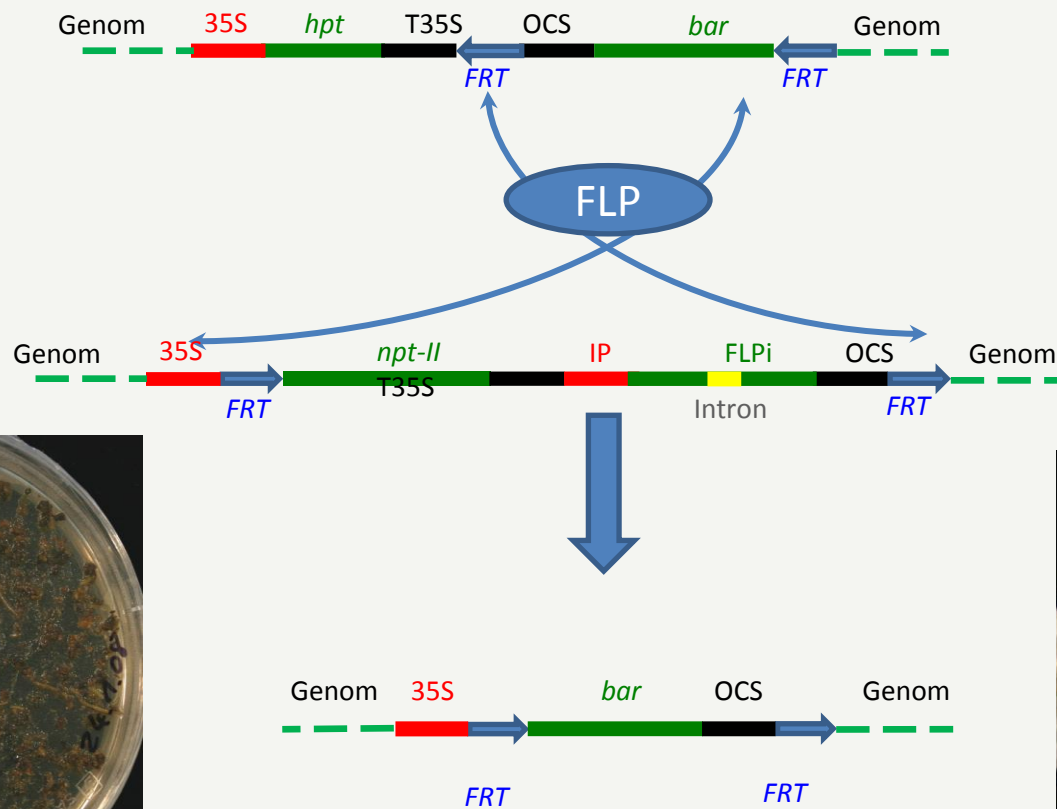 Genom 35S hpt T35S OCS bar Genom
FRT FRT
FLP
Genom 35S npt-II IP FLPi OCS Genom
T35S
FRT Intron FRT
Genom 35S bar OCS Genom
FRT FRT